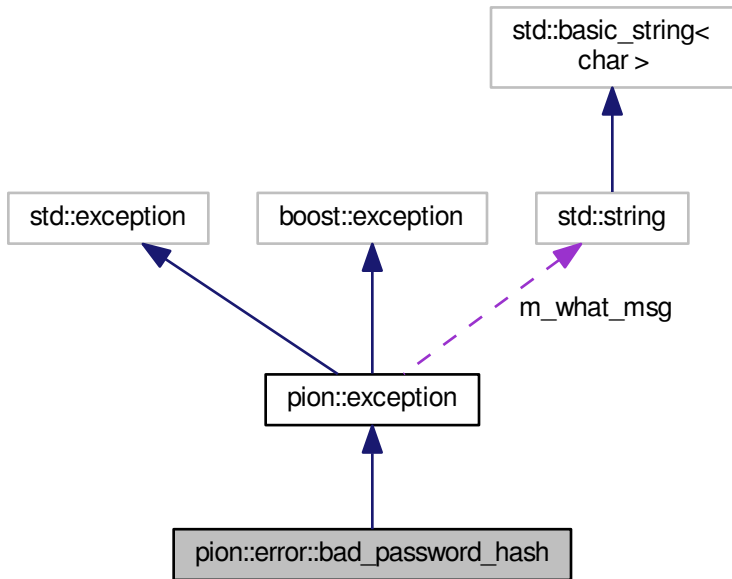 std::basic_string<
char >
std::exception
boost::exception
std::string
m_what_msg
pion::exception
pion::error::bad_password_hash